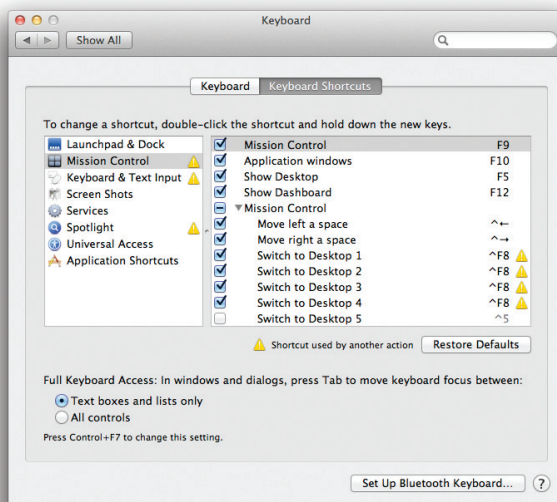 Keyboard
Show All
Keyboard Keyboard Shortcuts
To change a shortcut, double-click the shortcut and hold down the new keys.
Launchpad & Dock
Mission Control
Keyboard & Text Input
Screen Shots
Services
Spotlight
Universal Access
Application Shortcuts
Mission Control F9
Application windows F10
Show Desktop F5
Show Dashboard F12
Mission Control
Move left a space ^←
Move right a space ^→
Switch to Desktop 1 ^F8
Switch to Desktop 2 ^F8
Switch to Desktop 3 ^F8
Switch to Desktop 4 ^F8
Switch to Desktop 5 ^5
Shortcut used by another action Restore Defaults
Full Keyboard Access: In windows and dialogs, press Tab to move keyboard focus between:
Text boxes and lists only
All controls
Press Control+F7 to change this setting.
Set Up Bluetooth Keyboard... ?